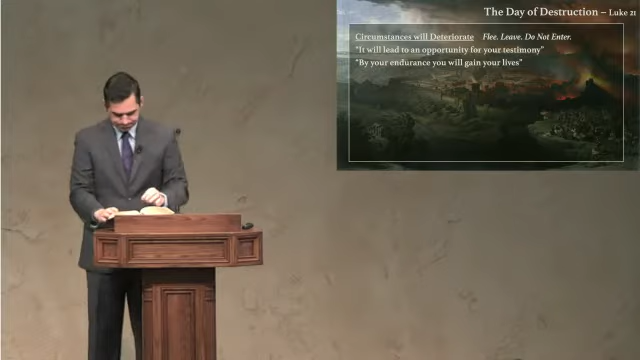 The Day of Destruction – Luke 21
Circumstances will Deteriorate Flee. Leave. Do Not Enter.
"It will lead to an opportunity for your testimony"
"By your endurance you will gain your lives"